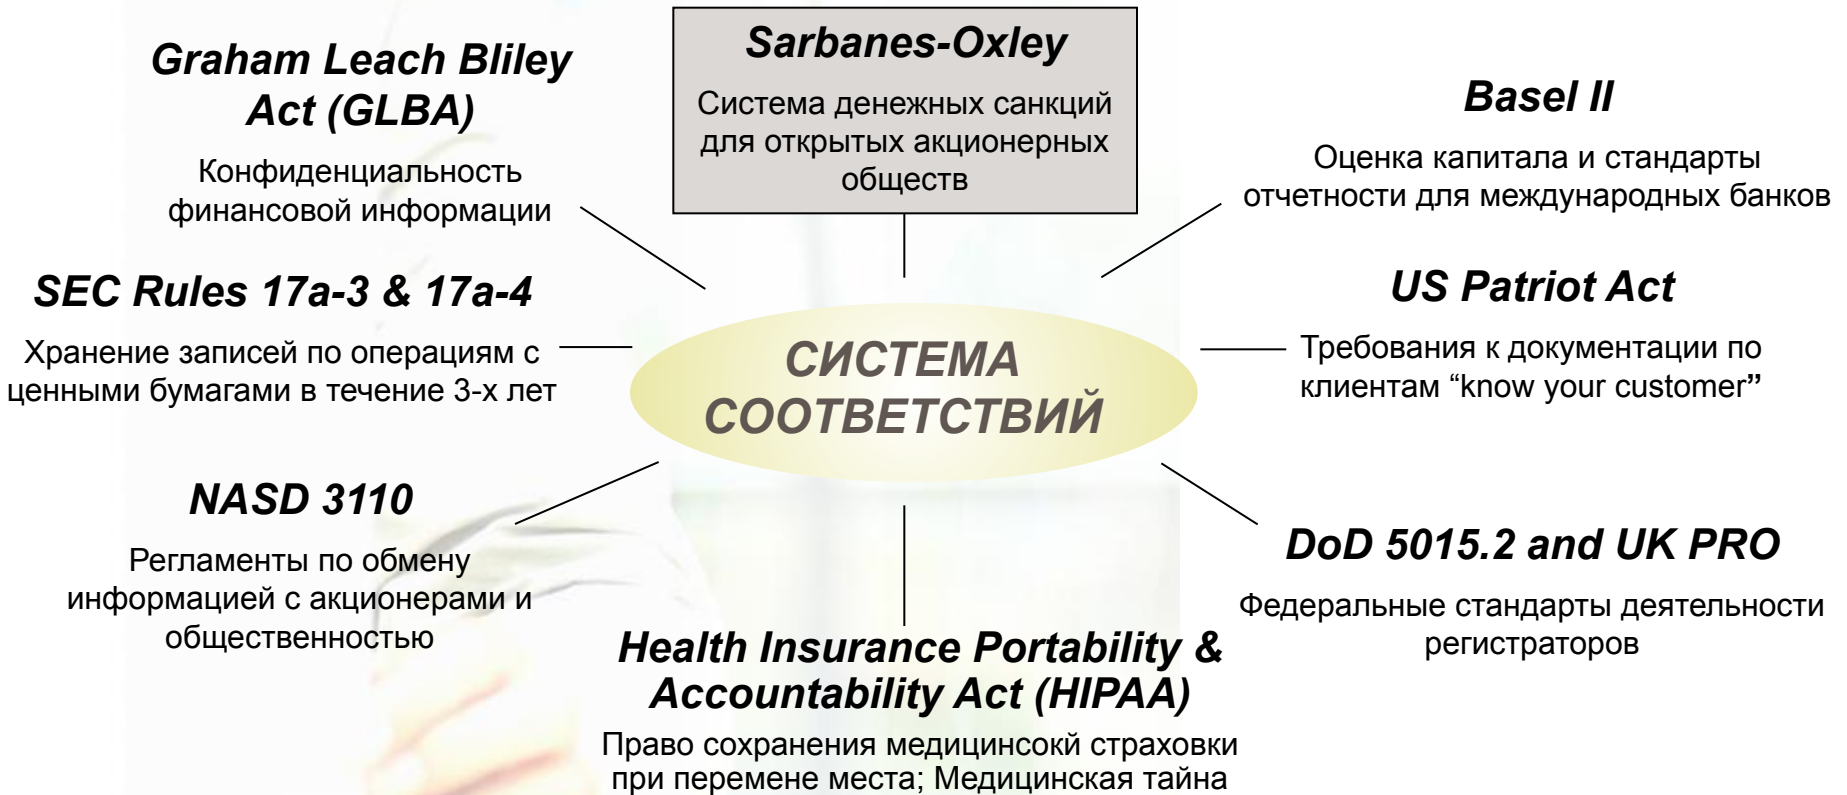 Graham Leach Bliley
Act (GLBA)
Конфиденциальность
финансовой информации
Sarbanes-Oxley
Система денежных санкций
для открытых акционерных
обществ
Basel II
Оценка капитала и стандарты
отчетности для международных банков
SEC Rules 17a-3 & 17a-4
Хранение записей по операциям с
ценными бумагами в течение 3-х лет
СИСТЕМА
СООТВЕТСТВИЙ
US Patriot Act
Требования к документации по
клиентам “know your customer”
NASD 3110
Регламенты по обмену
информацией с акционерами и
общественностью
Health Insurance Portability &
Accountability Act (HIPAA)
Право сохранения медицинсокй страховки
при перемене места; Медицинская тайна
DoD 5015.2 and UK PRO
Федеральные стандарты деятельности
регистраторов